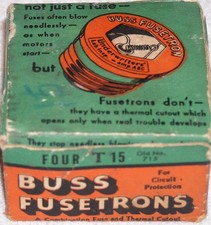 not just a fuse—
Fuses often blow
needlessly —
as when
motors
start—
but
BUSS FUSETRON
Underwriters'
Fusetrons don't—
they have a thermal cutout which
opens only when real trouble develops
They stop needless blows
FOUR T 15
BUSS
FUSETRONS
For
Circuit
Protection
A Combination Fuse and Thermal Cutout